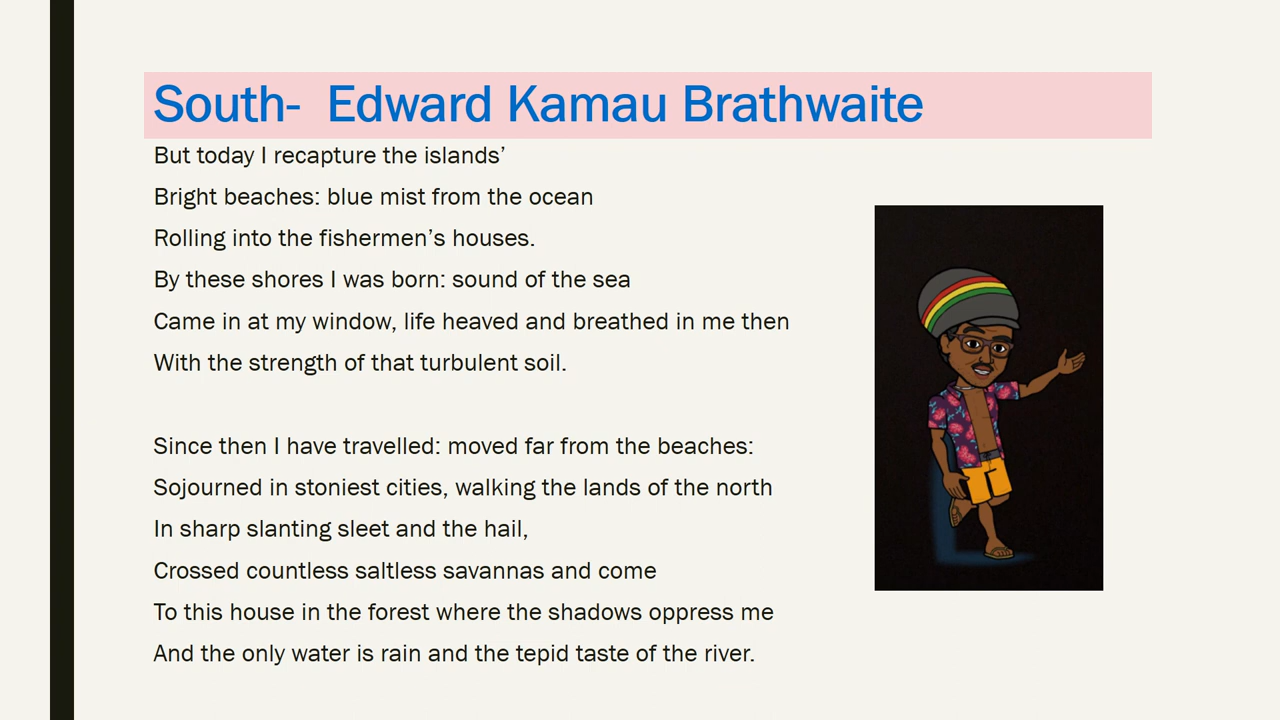 South-  Edward Kamau Brathwaite
But today I recapture the islands’
Bright beaches: blue mist from the ocean
Rolling into the fishermen’s houses.
By these shores I was born: sound of the sea
Came in at my window, life heaved and breathed in me then
With the strength of that turbulent soil.
Since then I have travelled: moved far from the beaches:
Sojourned in stoniest cities, walking the lands of the north
In sharp slanting sleet and the hail,
Crossed countless saltless savannas and come
To this house in the forest where the shadows oppress me
And the only water is rain and the tepid taste of the river.